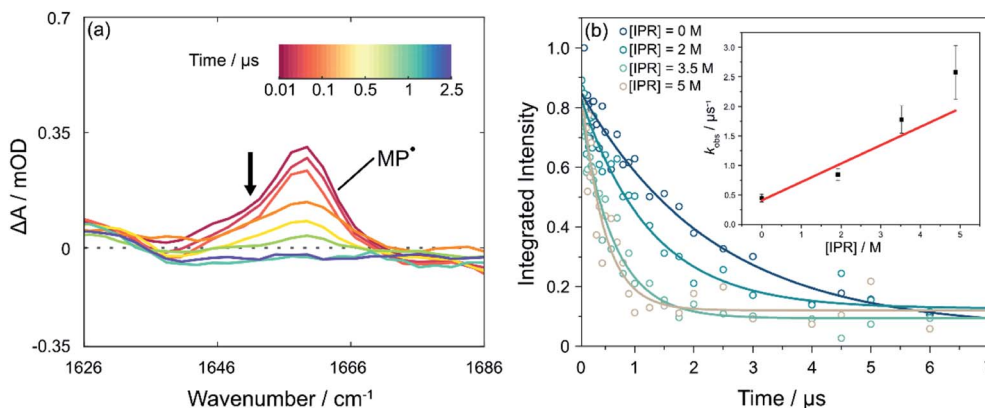 (a)
0.7
0.35
0
-0.35
ΔA / mOD
Time / μs
0.01 0.1 0.5 1 2.5
MP•
1626 1646 1666 1686
Wavenumber / cm⁻¹
(b)
1.0
0.8
0.6
0.4
0.2
0
Integrated Intensity
[IPR] = 0 M
[IPR] = 2 M
[IPR] = 3.5 M
[IPR] = 5 M
3.0
2.5
2.0
1.5
1.0
0.5
0.0
kobs / μs⁻¹
0 1 2 3 4 5
[IPR] / M
0 1 2 3 4 5 6 7
Time / μs